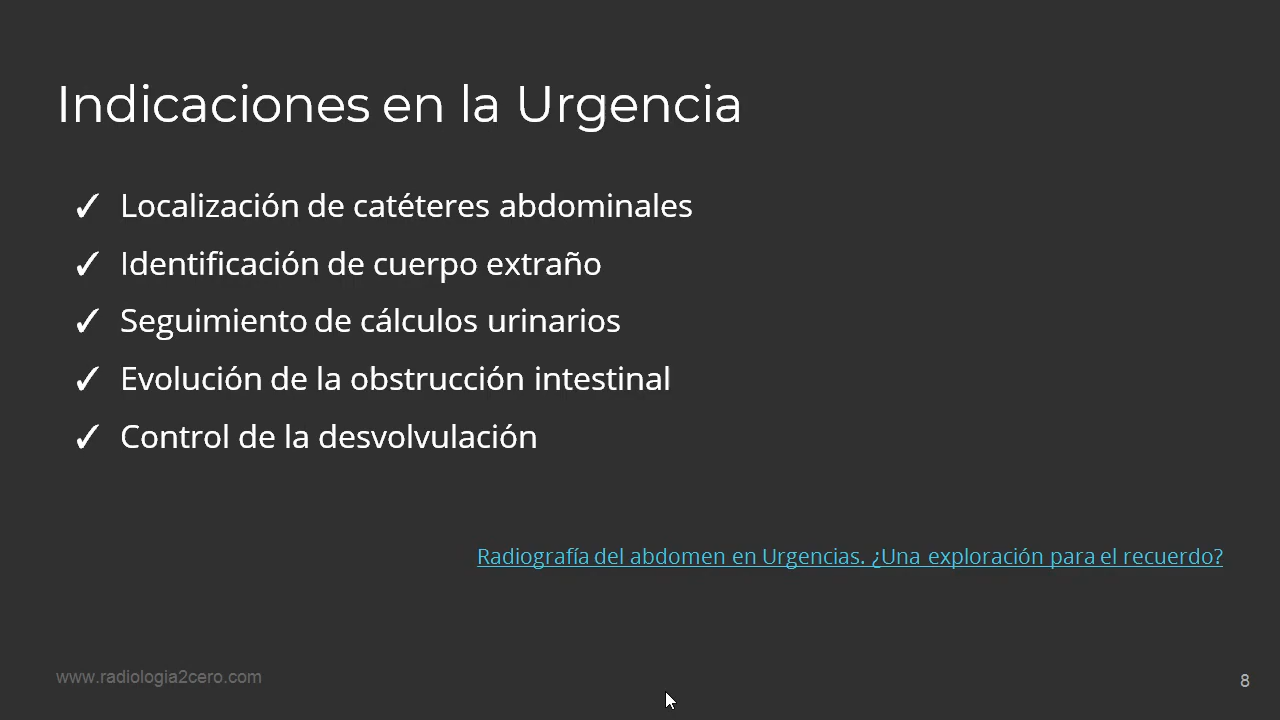 Indicaciones en la Urgencia
✓ Localización de catéteres abdominales
✓ Identificación de cuerpo extraño
✓ Seguimiento de cálculos urinarios
✓ Evolución de la obstrucción intestinal
✓ Control de la desvolvulación
Radiografía del abdomen en Urgencias. ¿Una exploración para el recuerdo?
www.radiologia2cero.com
8